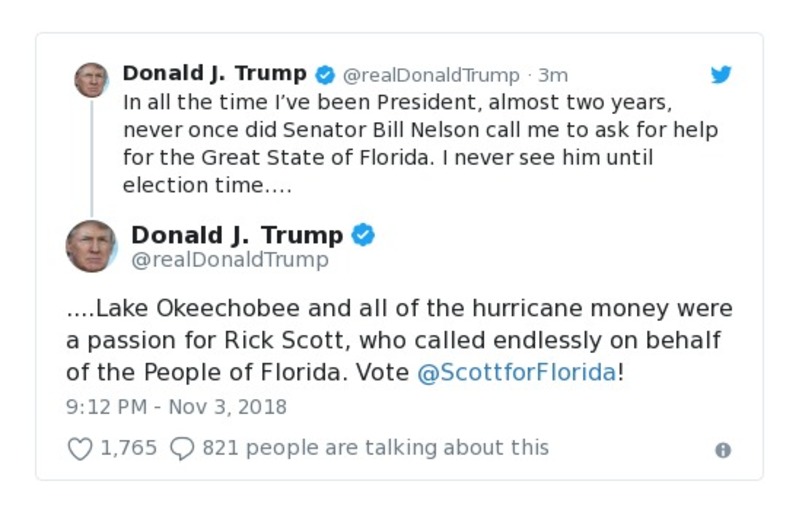 Donald J. Trump @realDonaldTrump · 3m
In all the time I’ve been President, almost two years,
never once did Senator Bill Nelson call me to ask for help
for the Great State of Florida. I never see him until
election time….
Donald J. Trump
@realDonaldTrump
....Lake Okeechobee and all of the hurricane money were
a passion for Rick Scott, who called endlessly on behalf
of the People of Florida. Vote @ScottforFlorida!
9:12 PM - Nov 3, 2018
1,765 821 people are talking about this